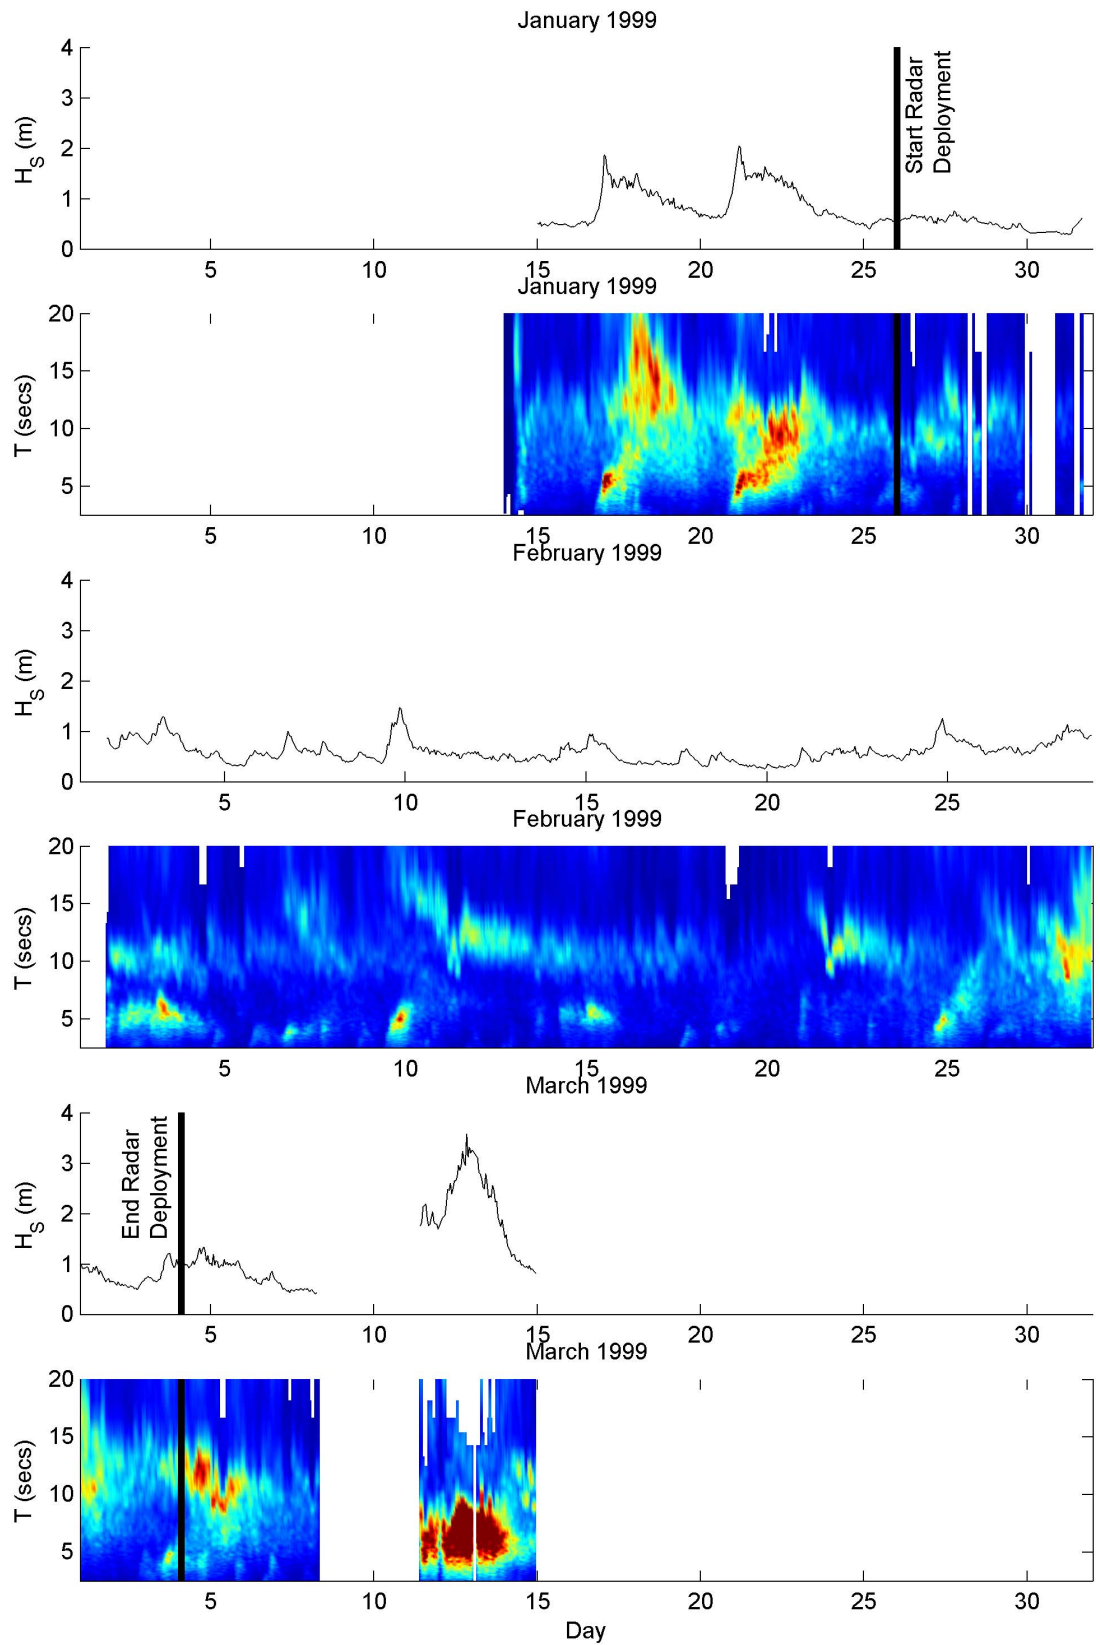 January 1999
4
3
2
1
0
H_S (m)
Start Radar
Deployment
5 10 15 20 25 30
January 1999
20
15
10
5
T (secs)
5 10 15 20 25 30
February 1999
4
3
2
1
0
H_S (m)
5 10 15 20 25
February 1999
20
15
10
5
T (secs)
5 10 15 20 25
March 1999
4
3
2
1
0
H_S (m)
End Radar
Deployment
5 10 15 20 25 30
March 1999
20
15
10
5
T (secs)
5 10 15 20 25 30
Day